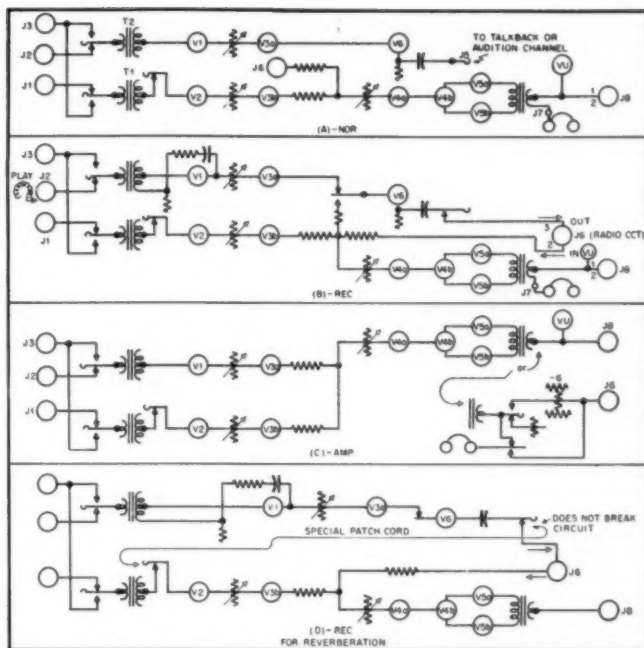 J3
T2
V1
V3a
V6
J5
TO TALKBACK OR
AUDITION CHANNEL
J2
J6
VU
J1
T1
V2
V3b
V4a
V4b
V5a
V5b
1
2
J8
J7
(A)-NOR
J3
PLAY
J2
V1
V3a
V6
OUT
3
J6 (RADIO CCT)
2
J1
V2
V3b
IN
VU
V4a
V4b
V5a
V5b
1
2
J8
J7
(B)-REC
J3
V1
V3a
V4a
V4b
V5a
V5b
VU
J8
J2
or
-6
J6
J1
V2
V3b
(C)-AMP
V1
V3a
V6
DOES NOT BREAK
CIRCUIT
SPECIAL PATCH CORD
J6
V2
V3b
V4a
V4b
V5a
V5b
J8
(D)-REC
FOR REVERBERATION